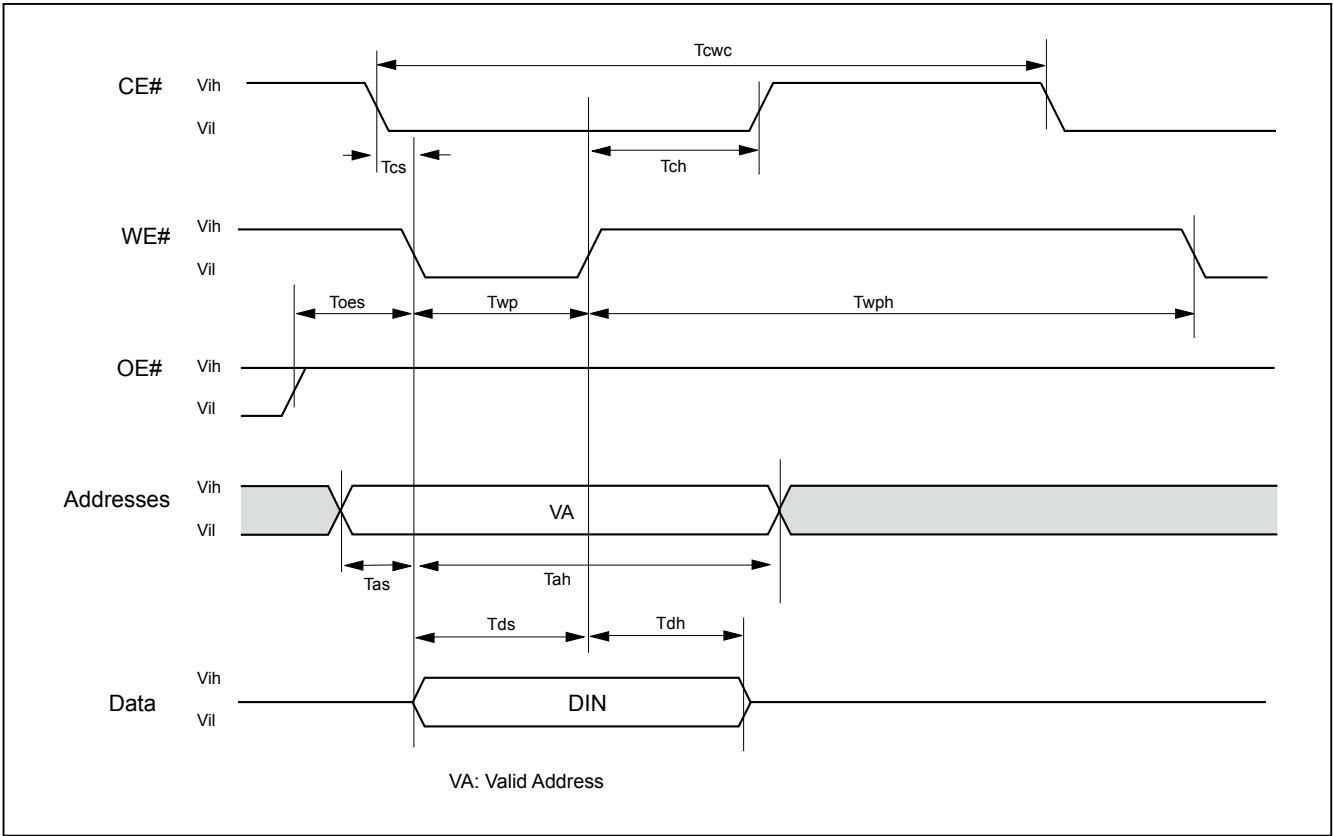 Tcwc
CE# Vih
Vil
Tcs Tch
WE# Vih
Vil
Toes Twp Twph
OE# Vih
Vil
Addresses Vih
VA
Vil
Tas Tah
Tds Tdh
Data Vih
DIN
Vil
VA: Valid Address